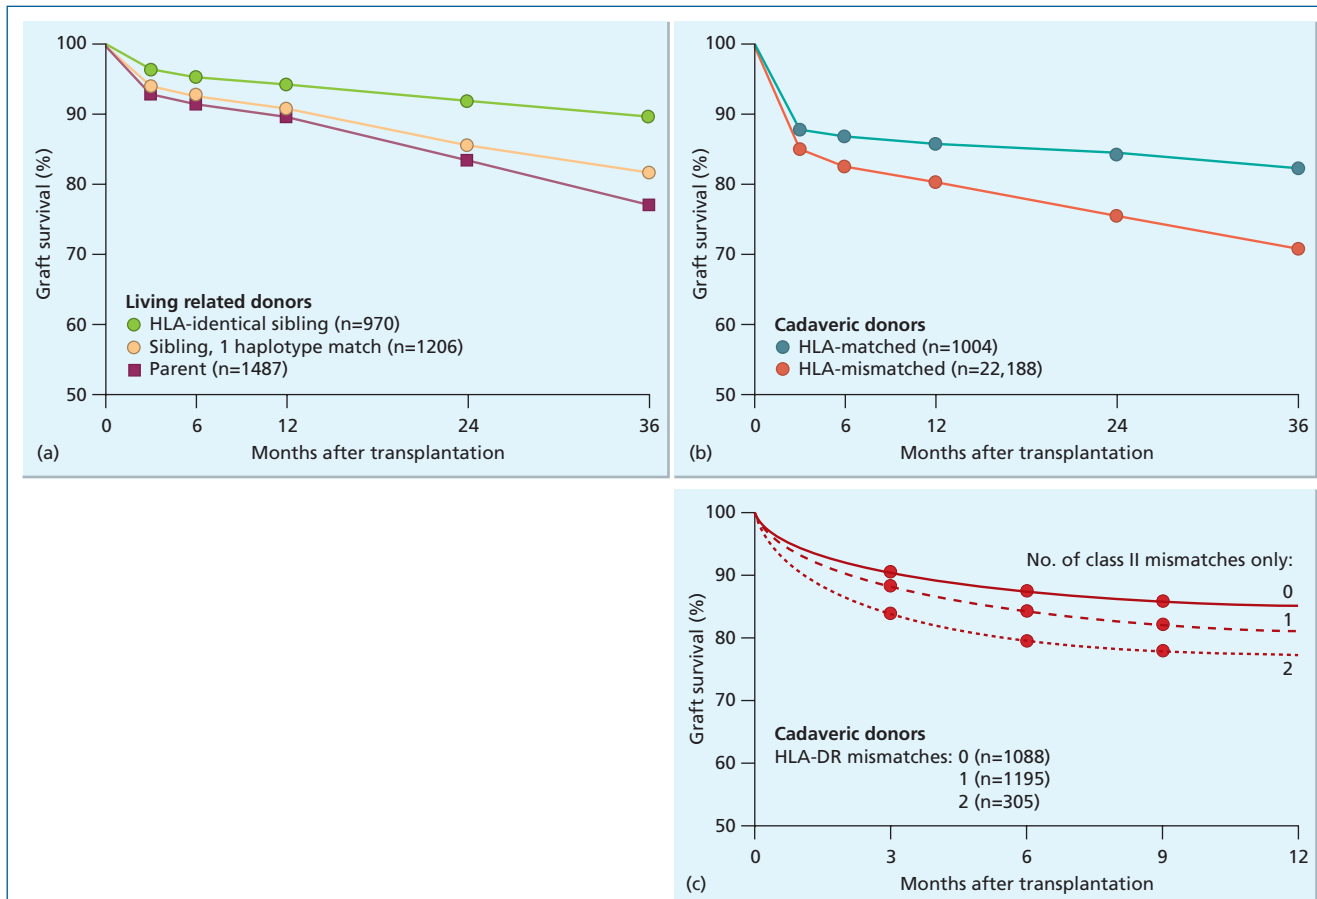 100
90
80
70
60
50
Graft survival (%)
Living related donors
HLA-identical sibling (n=970)
Sibling, 1 haplotype match (n=1206)
Parent (n=1487)
0 6 12 24 36
(a) Months after transplantation
100
90
80
70
60
50
Graft survival (%)
Cadaveric donors
HLA-matched (n=1004)
HLA-mismatched (n=22,188)
0 6 12 24 36
(b) Months after transplantation
100
90
80
70
60
50
Graft survival (%)
No. of class II mismatches only:
0
1
2
Cadaveric donors
HLA-DR mismatches: 0 (n=1088)
1 (n=1195)
2 (n=305)
0 3 6 9 12
(c) Months after transplantation